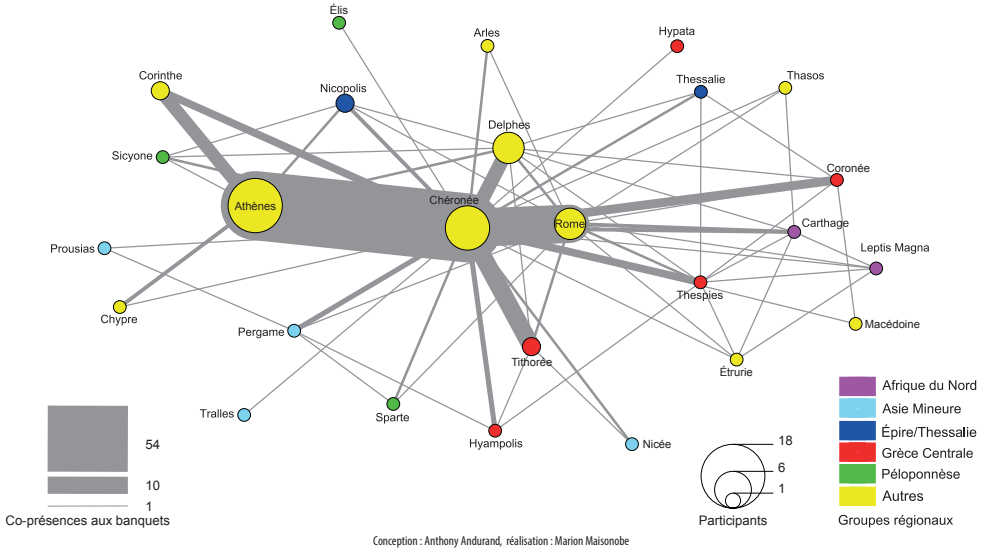 Élis
Arles
Hypata
Corinthe
Nicopolis
Thessalie
Thasos
Delphes
Sicyone
Coronée
Athènes
Chéronée
Rome
Carthage
Prousias
Leptis Magna
Thespies
Chypre
Pergame
Macédoine
Tithorée
Étrurie
Tralles
Sparte
Hyampolis
Nicée
54
10
1
Co-présences aux banquets
18
6
1
Participants
Afrique du Nord
Asie Mineure
Épire/Thessalie
Grèce Centrale
Péloponnèse
Autres
Groupes régionaux
Conception : Anthony Andurand, réalisation : Marion Maisonobe